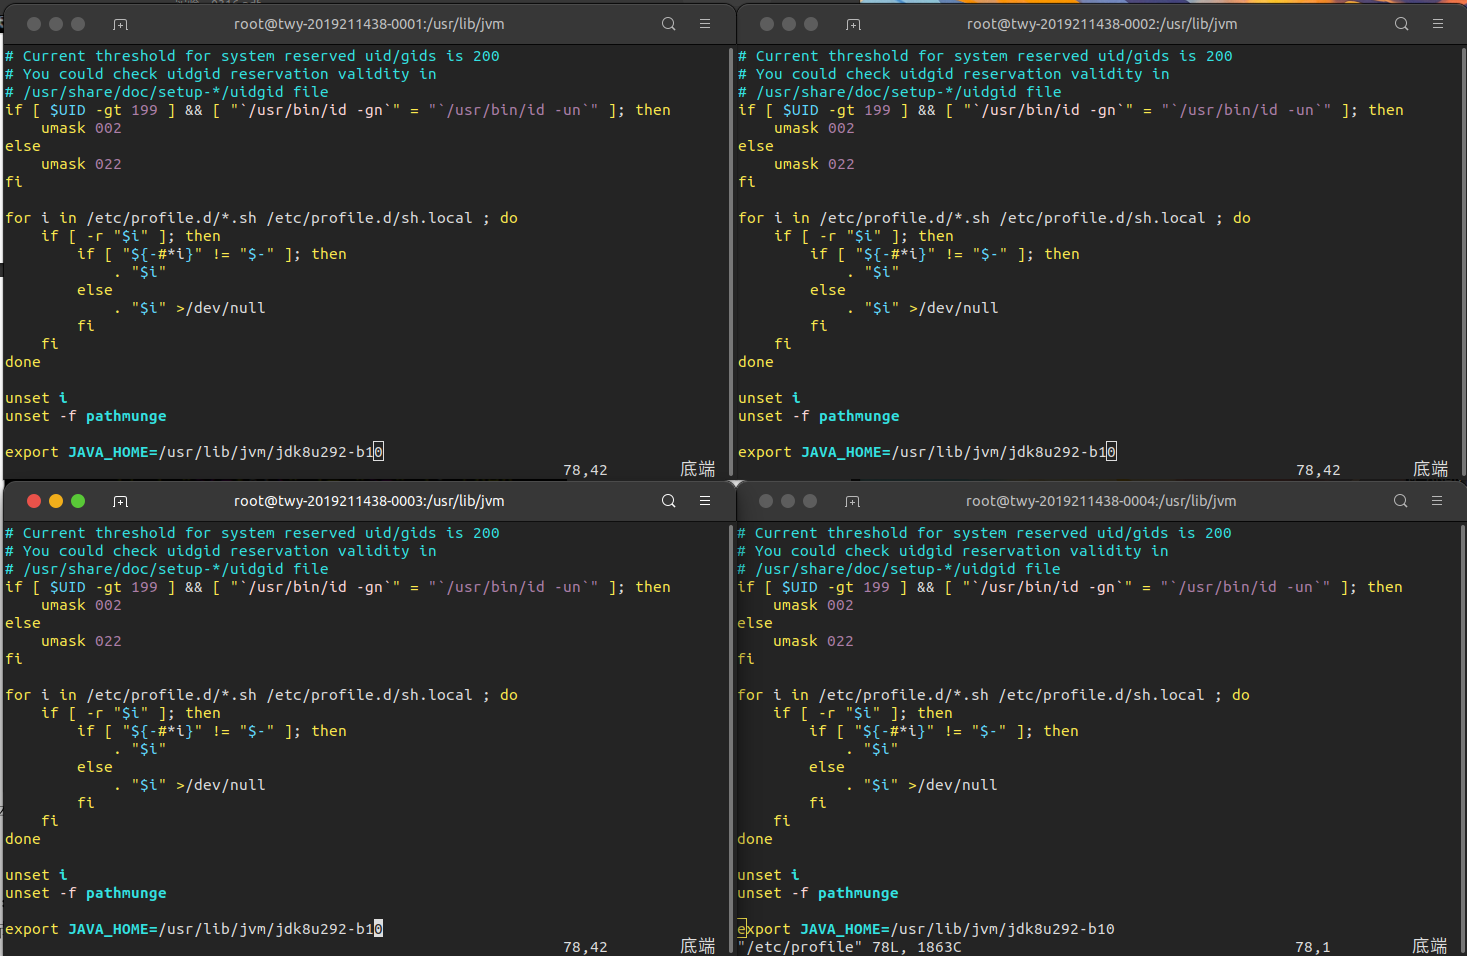 root@twy-2019211438-0001:/usr/lib/jvm
# Current threshold for system reserved uid/gids is 200
# You could check uidgid reservation validity in
# /usr/share/doc/setup-*/uidgid file
if [ $UID -gt 199 ] && [ "`/usr/bin/id -gn`" = "`/usr/bin/id -un`" ]; then
    umask 002
else
    umask 022
fi
for i in /etc/profile.d/*.sh /etc/profile.d/sh.local ; do
    if [ -r "$i" ]; then
        if [ "${-#*i}" != "$-" ]; then
            . "$i"
        else
            . "$i" >/dev/null
        fi
    fi
done
unset i
unset -f pathmunge
export JAVA_HOME=/usr/lib/jvm/jdk8u292-b10
78,42 底端
root@twy-2019211438-0002:/usr/lib/jvm
# Current threshold for system reserved uid/gids is 200
# You could check uidgid reservation validity in
# /usr/share/doc/setup-*/uidgid file
if [ $UID -gt 199 ] && [ "`/usr/bin/id -gn`" = "`/usr/bin/id -un`" ]; then
    umask 002
else
    umask 022
fi
for i in /etc/profile.d/*.sh /etc/profile.d/sh.local ; do
    if [ -r "$i" ]; then
        if [ "${-#*i}" != "$-" ]; then
            . "$i"
        else
            . "$i" >/dev/null
        fi
    fi
done
unset i
unset -f pathmunge
export JAVA_HOME=/usr/lib/jvm/jdk8u292-b10
78,42 底端
root@twy-2019211438-0003:/usr/lib/jvm
# Current threshold for system reserved uid/gids is 200
# You could check uidgid reservation validity in
# /usr/share/doc/setup-*/uidgid file
if [ $UID -gt 199 ] && [ "`/usr/bin/id -gn`" = "`/usr/bin/id -un`" ]; then
    umask 002
else
    umask 022
fi
for i in /etc/profile.d/*.sh /etc/profile.d/sh.local ; do
    if [ -r "$i" ]; then
        if [ "${-#*i}" != "$-" ]; then
            . "$i"
        else
            . "$i" >/dev/null
        fi
    fi
done
unset i
unset -f pathmunge
export JAVA_HOME=/usr/lib/jvm/jdk8u292-b10
78,42 底端
root@twy-2019211438-0004:/usr/lib/jvm
# Current threshold for system reserved uid/gids is 200
# You could check uidgid reservation validity in
# /usr/share/doc/setup-*/uidgid file
if [ $UID -gt 199 ] && [ "`/usr/bin/id -gn`" = "`/usr/bin/id -un`" ]; then
    umask 002
else
    umask 022
fi
for i in /etc/profile.d/*.sh /etc/profile.d/sh.local ; do
    if [ -r "$i" ]; then
        if [ "${-#*i}" != "$-" ]; then
            . "$i"
        else
            . "$i" >/dev/null
        fi
    fi
done
unset i
unset -f pathmunge
export JAVA_HOME=/usr/lib/jvm/jdk8u292-b10
"/etc/profile" 78L, 1863C 78,1 底端